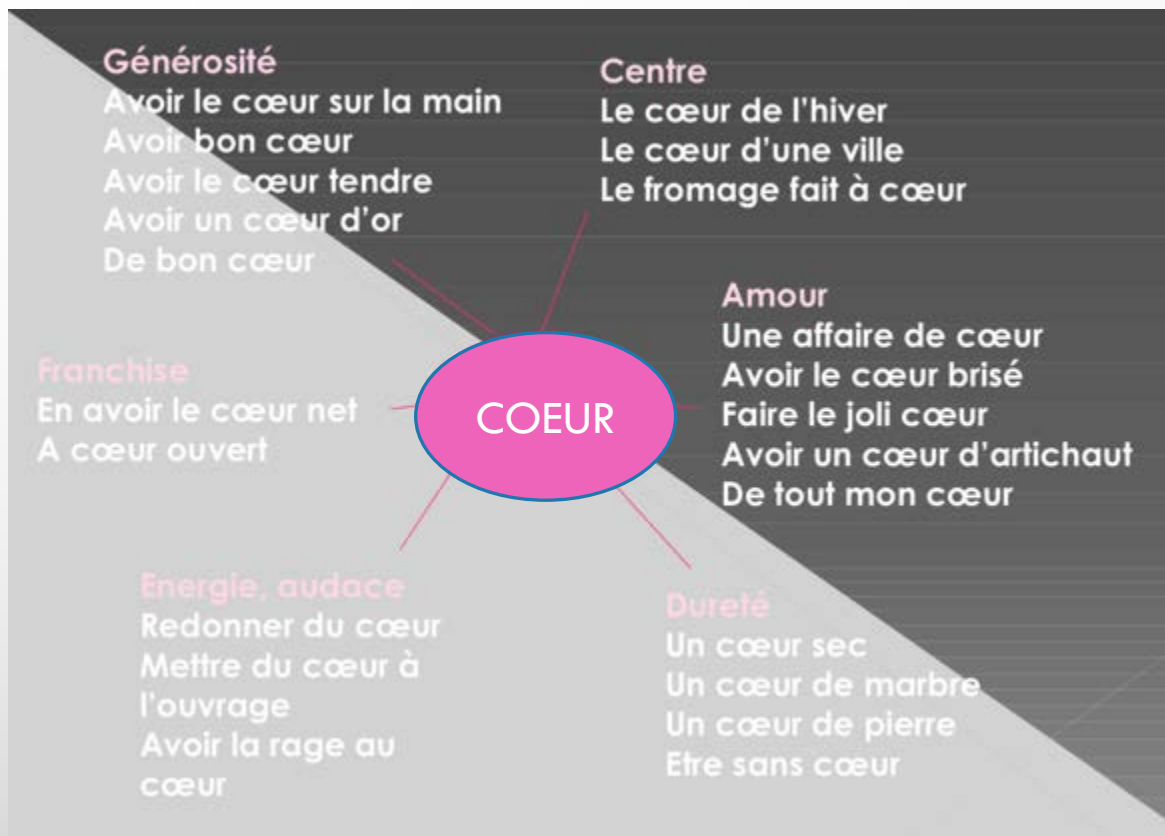 Générosité
Avoir le cœur sur la main
Avoir bon cœur
Avoir le cœur tendre
Avoir un cœur d'or
De bon cœur
Centre
Le cœur de l'hiver
Le cœur d'une ville
Le fromage fait à cœur
Amour
Une affaire de cœur
Avoir le cœur brisé
Faire le joli cœur
Avoir un cœur d'artichaut
De tout mon cœur
Franchise
En avoir le cœur net
A cœur ouvert
COEUR
Energie, audace
Redonner du cœur
Mettre du cœur à
l'ouvrage
Avoir la rage au
cœur
Dureté
Un cœur sec
Un cœur de marbre
Un cœur de pierre
Etre sans cœur